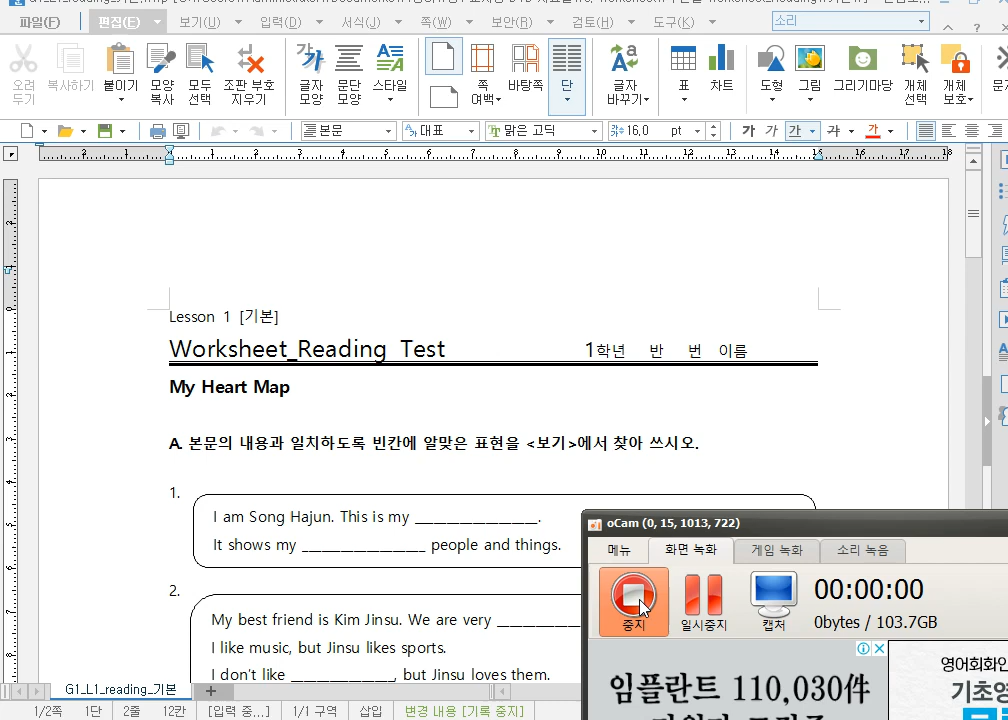 파일(F) 편집(E) 보기(U) 입력(D) 서식(J) 쪽(W) 보안(R) 검토(H) 도구(K) 소리
오려 두기 복사하기 붙이기 모양 복사 모두 선택 조판 부호 지우기 글자 모양 문단 모양 스타일 쪽 여백 바탕쪽 단 글자 바꾸기 표 차트 도형 그림 그리기마당 개체 선택 개체 보호
본문 대표 맑은 고딕 16,0 pt 가 가 가 가 가
Lesson 1 [기본]
Worksheet_Reading Test 1학년 반 번 이름
My Heart Map
A. 본문의 내용과 일치하도록 빈칸에 알맞은 표현을 <보기>에서 찾아 쓰시오.
1.
I am Song Hajun. This is my ______________.
It shows my ______________ people and things.
2.
My best friend is Kim Jinsu. We are very
I like music, but Jinsu likes sports.
I don't like ____________, but Jinsu loves them.
oCam (0, 15, 1013, 722)
메뉴 화면 녹화 게임 녹화 소리 녹음
중지 일시중지 캡처
00:00:00
0bytes / 103.7GB
임플란트 110,030件
영어회화인
기초영
G1_L1_reading_기본
1/2쪽 1단 2줄 12칸 [입력 중...] 1/1 구역 삽입 변경 내용 [기록 중지]